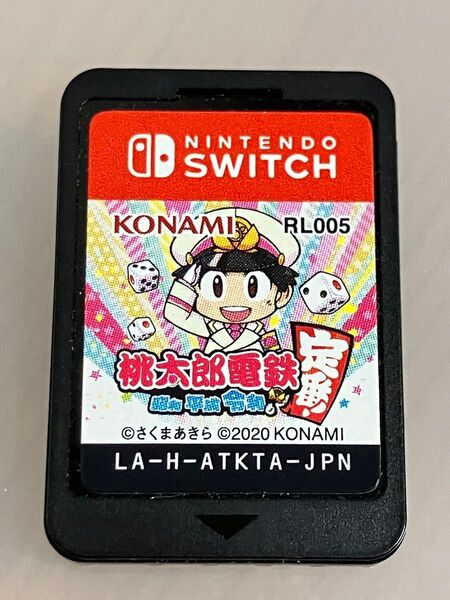 NINTENDO
SWITCH
KONAMI RL005
桃太郎電鉄
昭和 平成 令和も
定番!
©さくまあきら ©2020 KONAMI
LA-H-ATKTA-JPN